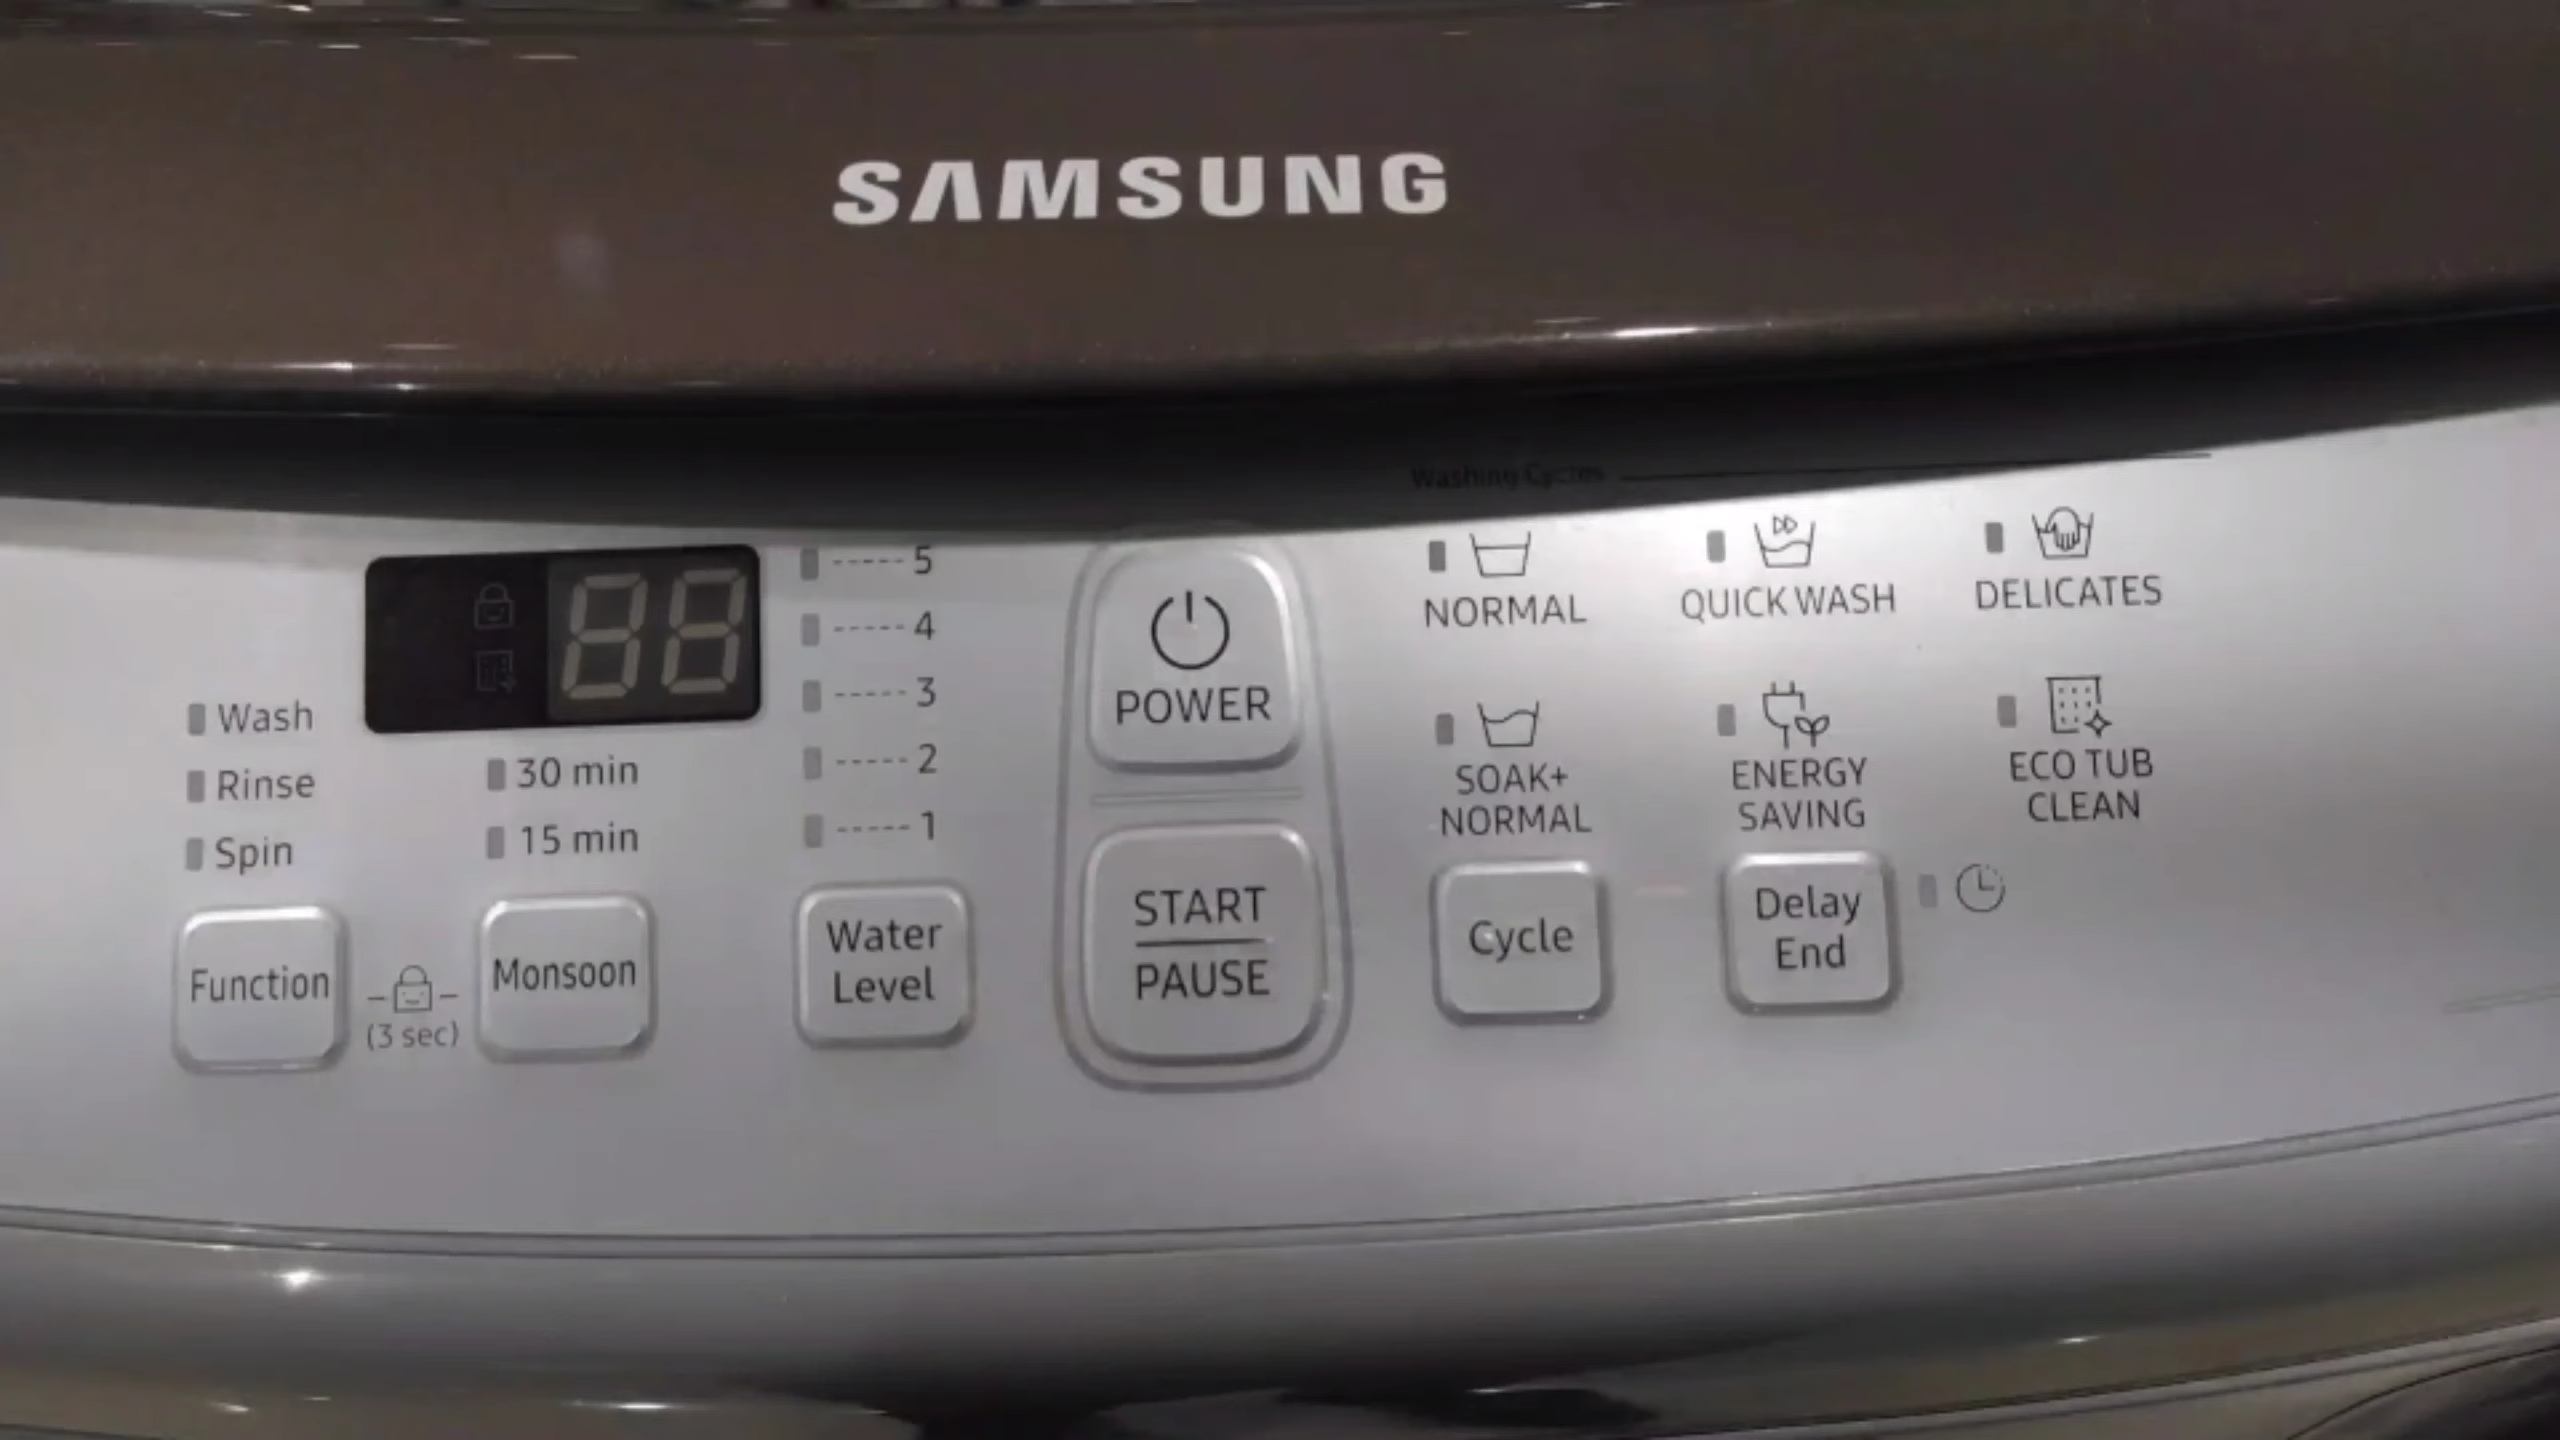 SAMSUNG
Washing Cycles
5
4
3
2
1
Wash
Rinse
Spin
30 min
15 min
Function
(3 sec)
Monsoon
Water
Level
POWER
START
PAUSE
NORMAL
QUICK WASH
DELICATES
SOAK+
NORMAL
ENERGY
SAVING
ECO TUB
CLEAN
Cycle
Delay
End